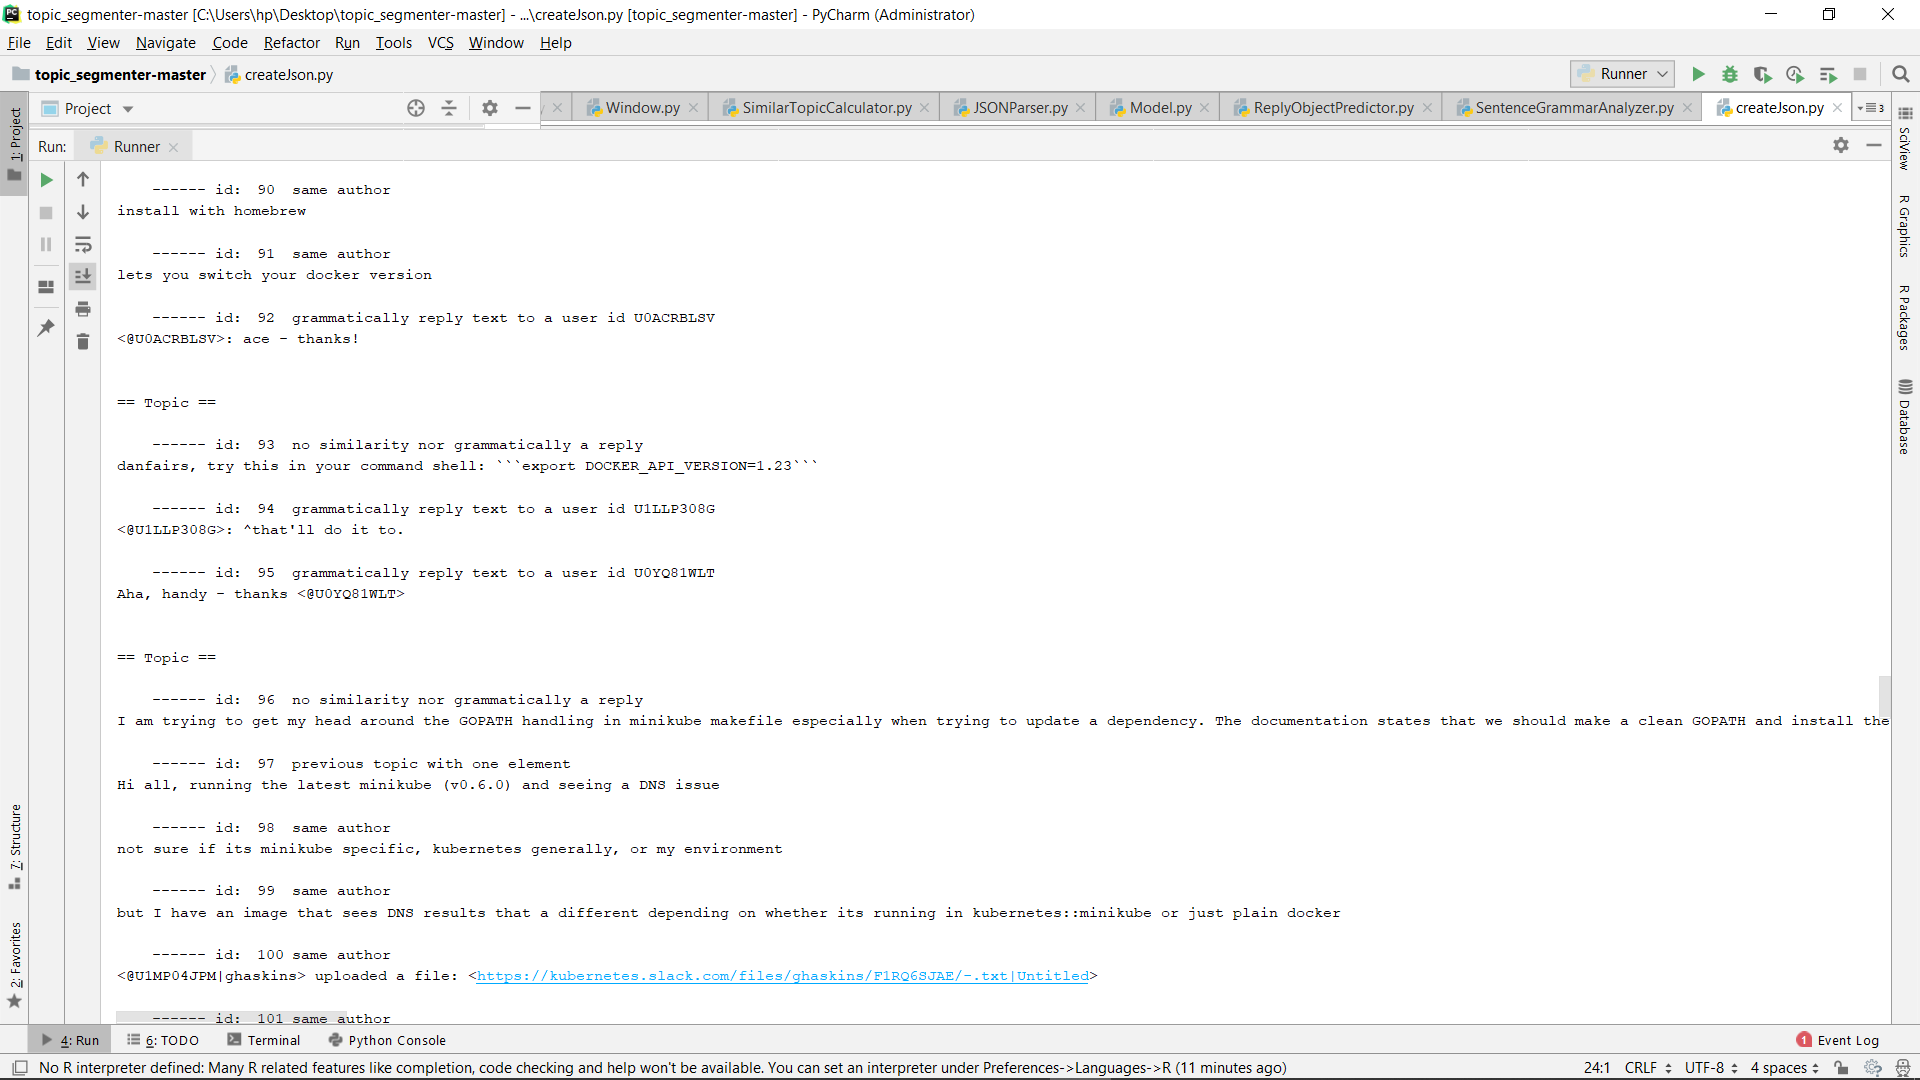 topic_segmenter-master [C:\Users\hp\Desktop\topic_segmenter-master] - ...\createJson.py [topic_segmenter-master] - PyCharm (Administrator)
File Edit View Navigate Code Refactor Run Tools VCS Window Help
topic_segmenter-master createJson.py Runner
Project Window.py SimilarTopicCalculator.py JSONParser.py Model.py ReplyObjectPredictor.py SentenceGrammarAnalyzer.py createJson.py 3
Run: Runner
1: Project
7: Structure
2: Favorites
SciView
R Graphics
R Packages
Database
------ id:  90  same author
install with homebrew
------ id:  91  same author
lets you switch your docker version
------ id:  92  grammatically reply text to a user id U0ACRBLSV
<@U0ACRBLSV>: ace - thanks!
== Topic ==
------ id:  93  no similarity nor grammatically a reply
danfairs, try this in your command shell: ```export DOCKER_API_VERSION=1.23```
------ id:  94  grammatically reply text to a user id U1LLP308G
<@U1LLP308G>: ^that'll do it to.
------ id:  95  grammatically reply text to a user id U0YQ81WLT
Aha, handy - thanks <@U0YQ81WLT>
== Topic ==
------ id:  96  no similarity nor grammatically a reply
I am trying to get my head around the GOPATH handling in minikube makefile especially when trying to update a dependency. The documentation states that we should make a clean GOPATH and install the
------ id:  97  previous topic with one element
Hi all, running the latest minikube (v0.6.0) and seeing a DNS issue
------ id:  98  same author
not sure if its minikube specific, kubernetes generally, or my environment
------ id:  99  same author
but I have an image that sees DNS results that a different depending on whether its running in kubernetes::minikube or just plain docker
------ id:  100 same author
<@U1MP04JPM|ghaskins> uploaded a file: <https://kubernetes.slack.com/files/ghaskins/F1RQ6SJAE/-.txt|Untitled>
------ id:  101 same author
4: Run 6: TODO Terminal Python Console 1 Event Log
No R interpreter defined: Many R related features like completion, code checking and help won't be available. You can set an interpreter under Preferences->Languages->R (11 minutes ago) 24:1 CRLF UTF-8 4 spaces